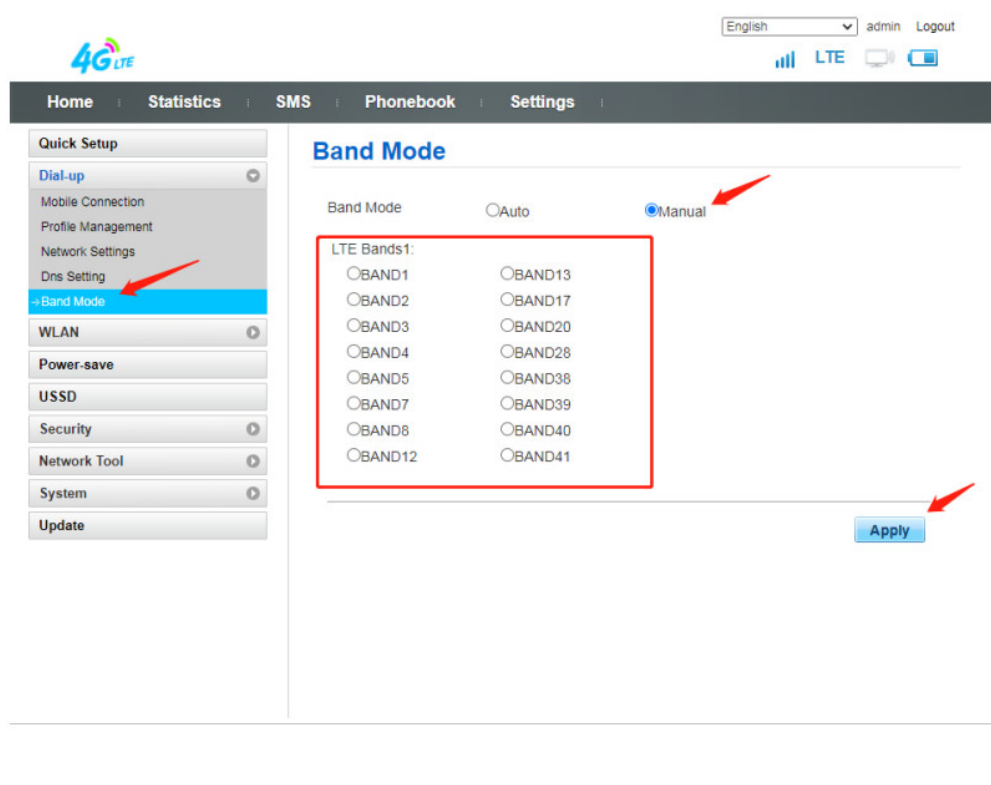 English admin Logout
4G LTE
LTE
Home Statistics SMS Phonebook Settings
Quick Setup
Dial-up
Mobile Connection
Profile Management
Network Settings
Dns Setting
→Band Mode
WLAN
Power-save
USSD
Security
Network Tool
System
Update
Band Mode
Band Mode Auto Manual
LTE Bands1:
BAND1 BAND13
BAND2 BAND17
BAND3 BAND20
BAND4 BAND28
BAND5 BAND38
BAND7 BAND39
BAND8 BAND40
BAND12 BAND41
Apply